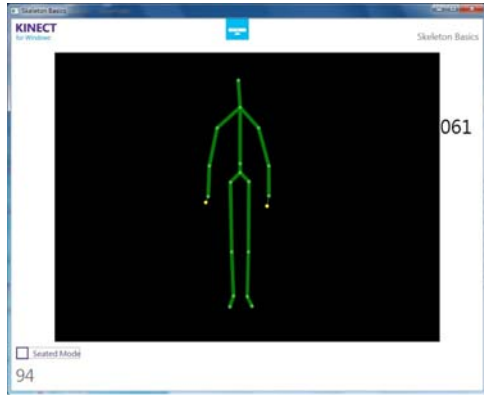 Skeleton Basics
KINECT
for Windows
Skeleton Basics
061
Seated Mode
94